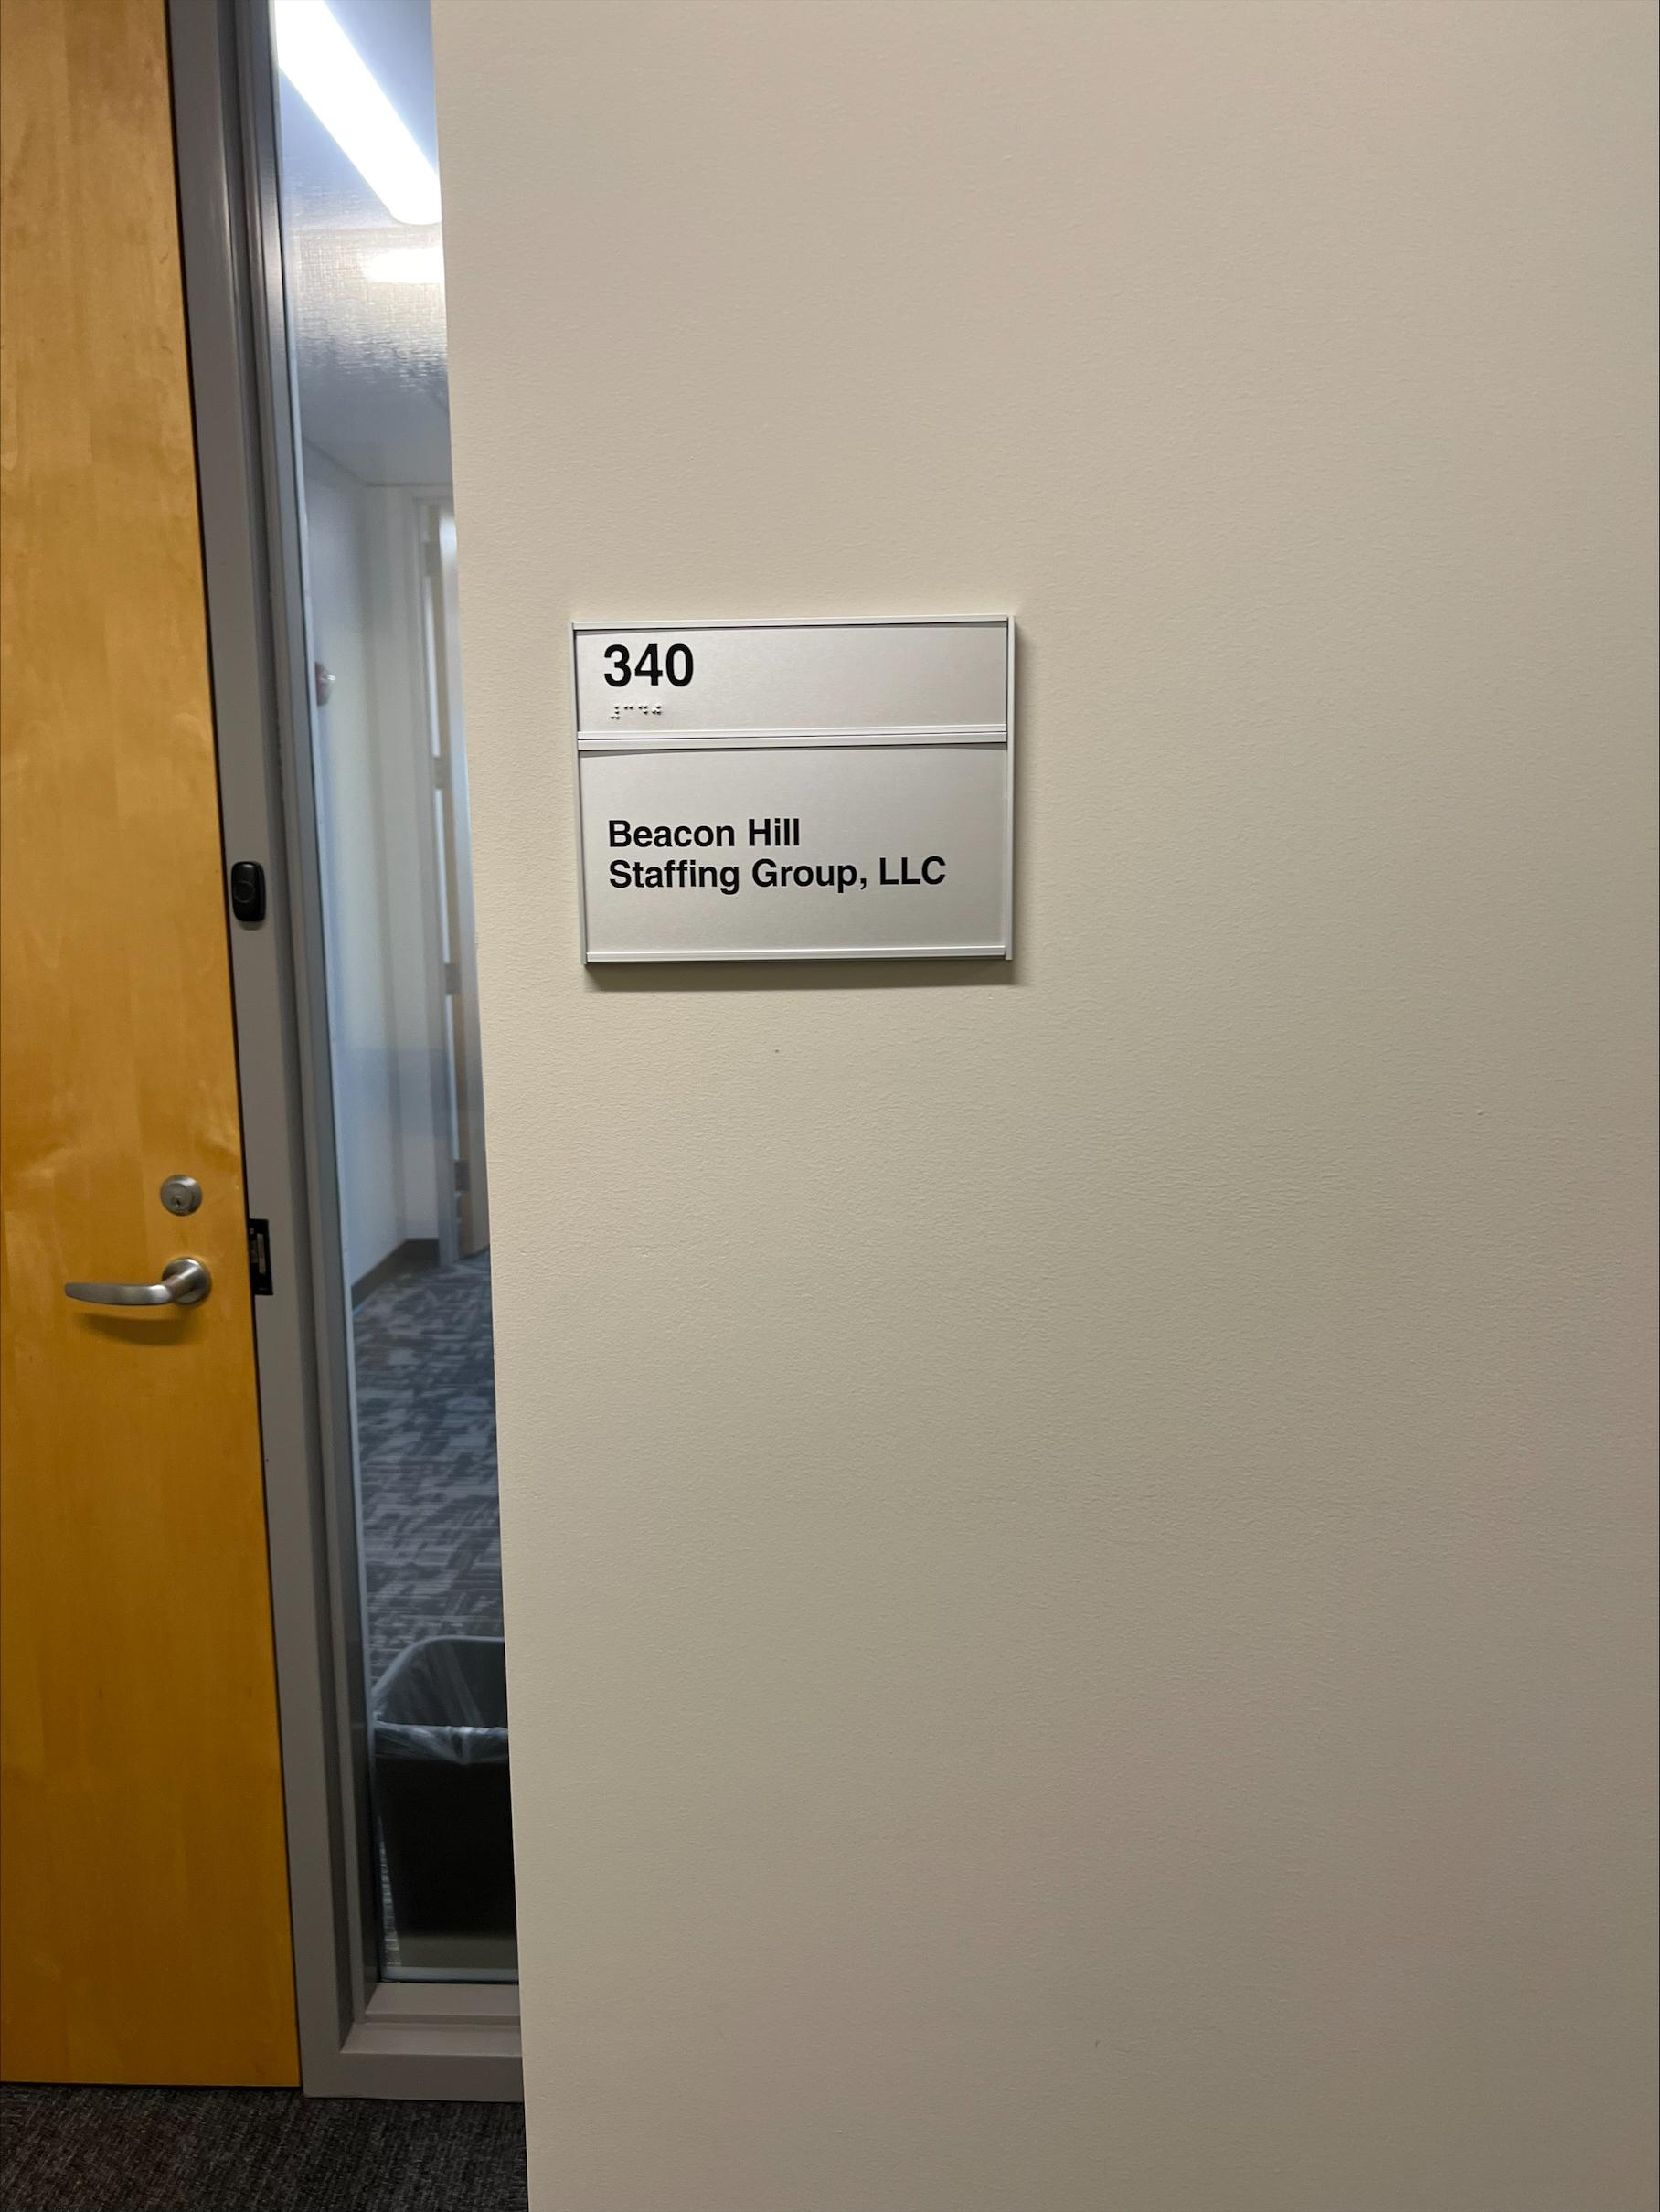 340
⠼⠉⠙⠚
Beacon Hill
Staffing Group, LLC